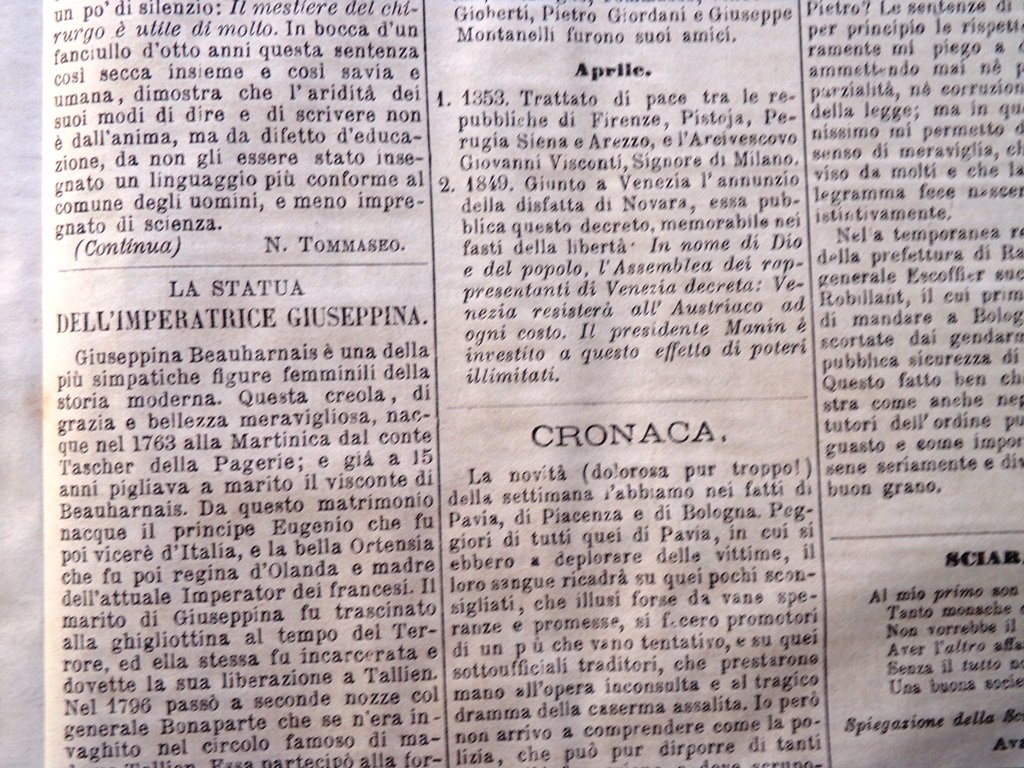 un po' di silenzio: Il mestiere del chi-
rurgo è utile di molto. In bocca d'un
fanciullo d'otto anni questa sentenza
così secca insieme e così savia e
umana, dimostra che l'aridità dei
suoi modi di dire e di scrivere non
è dall'anima, ma da difetto d'educa-
zione, da non gli essere stato inse-
gnato un linguaggio più conforme al
comune degli uomini, e meno impre-
gnato di scienza.
(Continua) N. TOMMASEO.
LA STATUA
DELL'IMPERATRICE GIUSEPPINA.
Giuseppina Beauharnais è una della
più simpatiche figure femminili della
storia moderna. Questa creola, di
grazia e bellezza meravigliosa, nac-
que nel 1763 alla Martinica dal conte
Tascher della Pagerie; e già a 15
anni pigliava a marito il visconte di
Beauharnais. Da questo matrimonio
nacque il principe Eugenio che fu
poi vicerè d'Italia, e la bella Ortensia
che fu poi regina d'Olanda e madre
dell'attuale Imperator dei francesi. Il
marito di Giuseppina fu trascinato
alla ghigliottina al tempo del Ter-
rore, ed ella stessa fu incarcerata e
dovette la sua liberazione a Tallien.
Nel 1796 passò a seconde nozze col
generale Bonaparte che se n'era in-
vaghito nel circolo famoso di ma-
Tallien. Essa partecipò alla for-
Gioberti, Pietro Giordani e Giuseppe
Montanelli furono suoi amici.
Aprile.
1. 1353. Trattato di pace tra le re-
pubbliche di Firenze, Pistoja, Pe-
rugia Siena e Arezzo, e l'Arcivescovo
Giovanni Visconti, Signore di Milano.
2. 1849. Giunto a Venezia l'annunzio
della disfatta di Novara, essa pub-
blica questo decreto, memorabile nei
fasti della libertà: In nome di Dio
e del popolo, l'Assemblea dei rap-
presentanti di Venezia decreta: Ve-
nezia resisterà all' Austriaco ad
ogni costo. Il presidente Manin è
investito a questo effetto di poteri
illimitati.
CRONACA.
La novità (dolorosa pur troppo!)
della settimana l'abbiamo nei fatti di
Pavia, di Piacenza e di Bologna. Peg-
giori di tutti quei di Pavia, in cui si
ebbero a deplorare delle vittime, il
loro sangue ricadrà su quei pochi scon-
sigliati, che illusi forse da vane spe-
ranze e promesse, si fecero promotori
di un più che vano tentativo, e su quei
sottoufficiali traditori, che prestarono
mano all'opera inconsulta e al tragico
dramma della caserma assalita. Io però
non arrivo a comprendere come la po-
lizia, che può pur dirporre di tanti
Pietro? Le sentenze di
per principio le rispett
ramente mi piego a
ammettendo mai nè p
parzialità, nè corruzion
della legge; ma in qu
nissimo mi permetto d
senso di meraviglia, ch
viso da molti e che la
legramma fece nascer
istintivamente.
Nel'a temporanea re
della prefettura di Ra
generale Escoffier suc
Robillant, il cui prim
di mandare a Bolog
scortate dai gendarm
pubblica sicurezza di
Questo fatto ben ch
stra come anche neg
tutori dell'ordine pu
guasto e come impor
sene seriamente e div
buon grano.
SCIAR
Al mio primo son
Tanto monache
Non vorrebbe il
Aver l'altro affa
Senza il tutto n
Una buona socie
Spiegazione della Sc
Ava